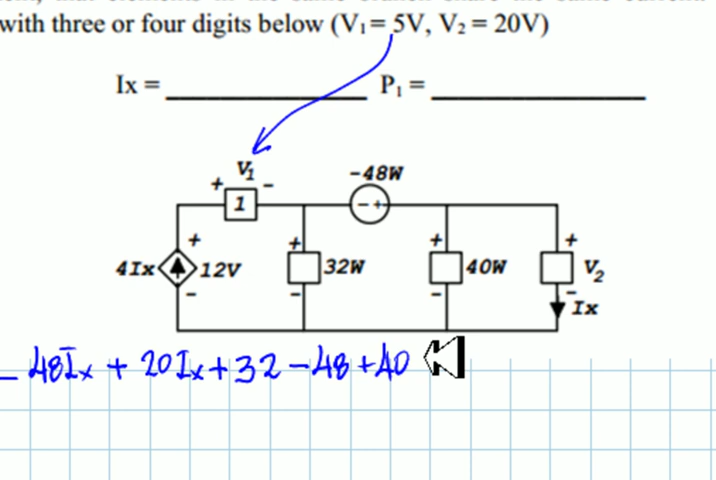 with three or four digits below (V₁ = 5V, V₂ = 20V)
Ix = ____________ P₁ = ____________
V₁
+ 1 -
-48W
- +
4Ix
+ 12V -
+ 32W -
+ 40W -
+ V₂ -
Ix
- 48Ix + 20Ix + 32 - 48 + 40